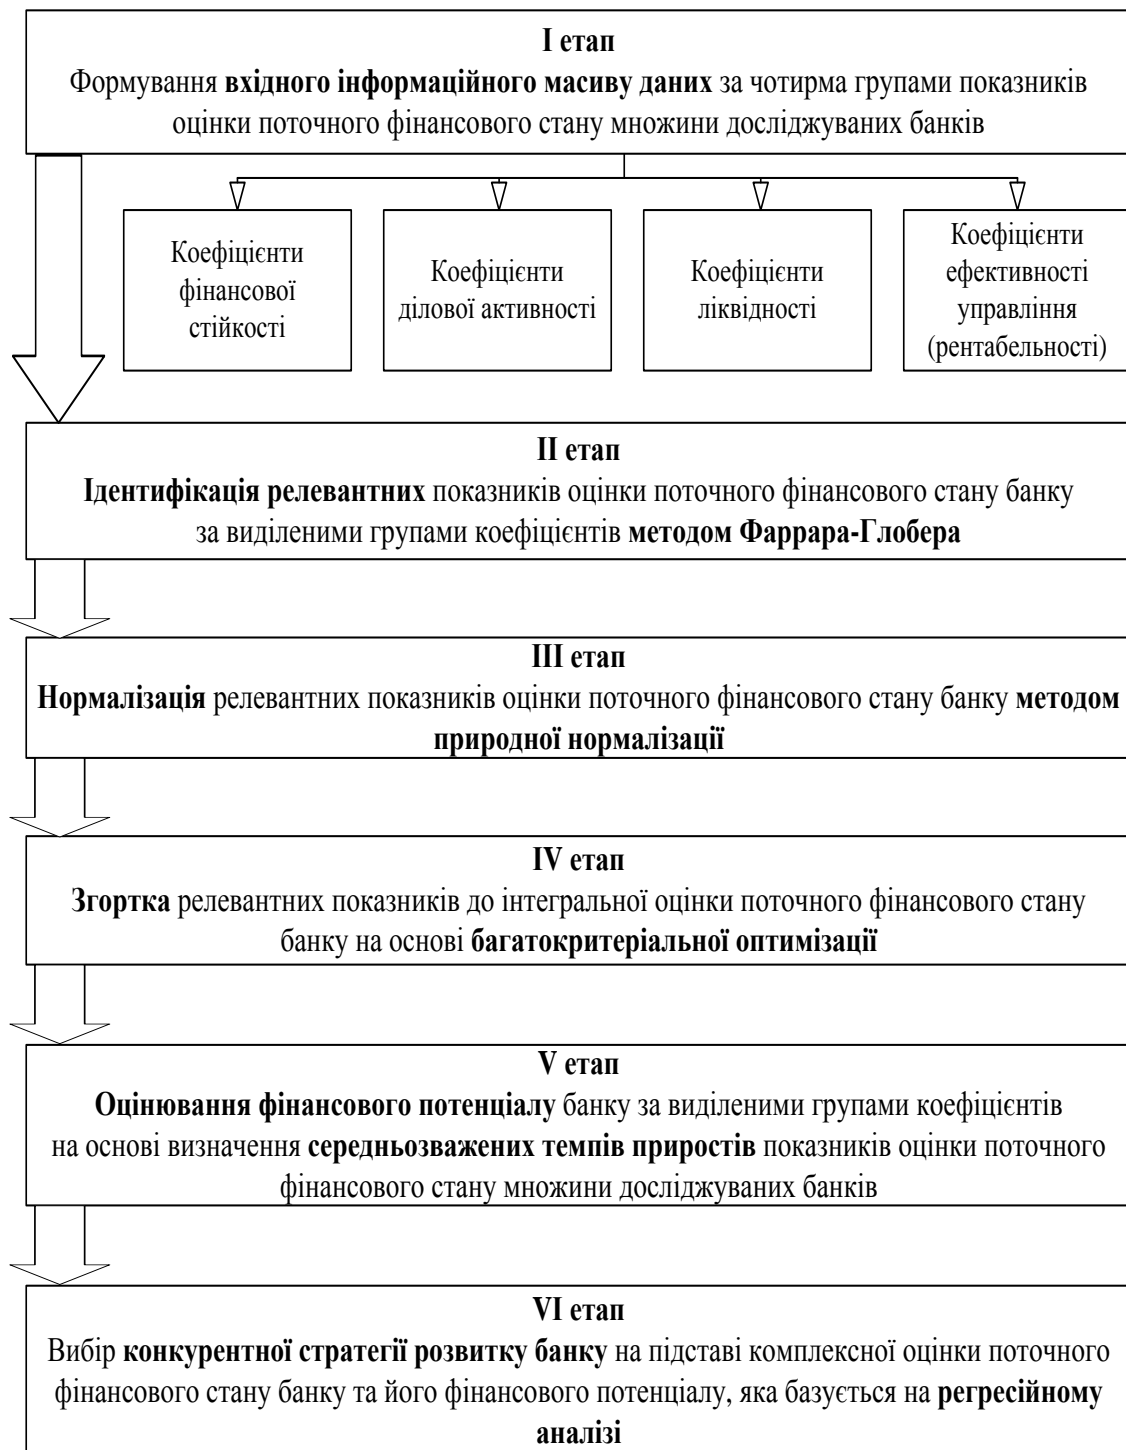 I етап
Формування вхідного інформаційного масиву даних за чотирма групами показників
оцінки поточного фінансового стану множини досліджуваних банків
Коефіцієнти
фінансової
стійкості
Коефіцієнти
ділової активності
Коефіцієнти
ліквідності
Коефіцієнти
ефективності
управління
(рентабельності)
II етап
Ідентифікація релевантних показників оцінки поточного фінансового стану банку
за виділеними групами коефіцієнтів методом Фаррара-Глобера
III етап
Нормалізація релевантних показників оцінки поточного фінансового стану банку методом
природної нормалізації
IV етап
Згортка релевантних показників до інтегральної оцінки поточного фінансового стану
банку на основі багатокритеріальної оптимізації
V етап
Оцінювання фінансового потенціалу банку за виділеними групами коефіцієнтів
на основі визначення середньозважених темпів приростів показників оцінки поточного
фінансового стану множини досліджуваних банків
VI етап
Вибір конкурентної стратегії розвитку банку на підставі комплексної оцінки поточного
фінансового стану банку та його фінансового потенціалу, яка базується на регресійному
аналізі